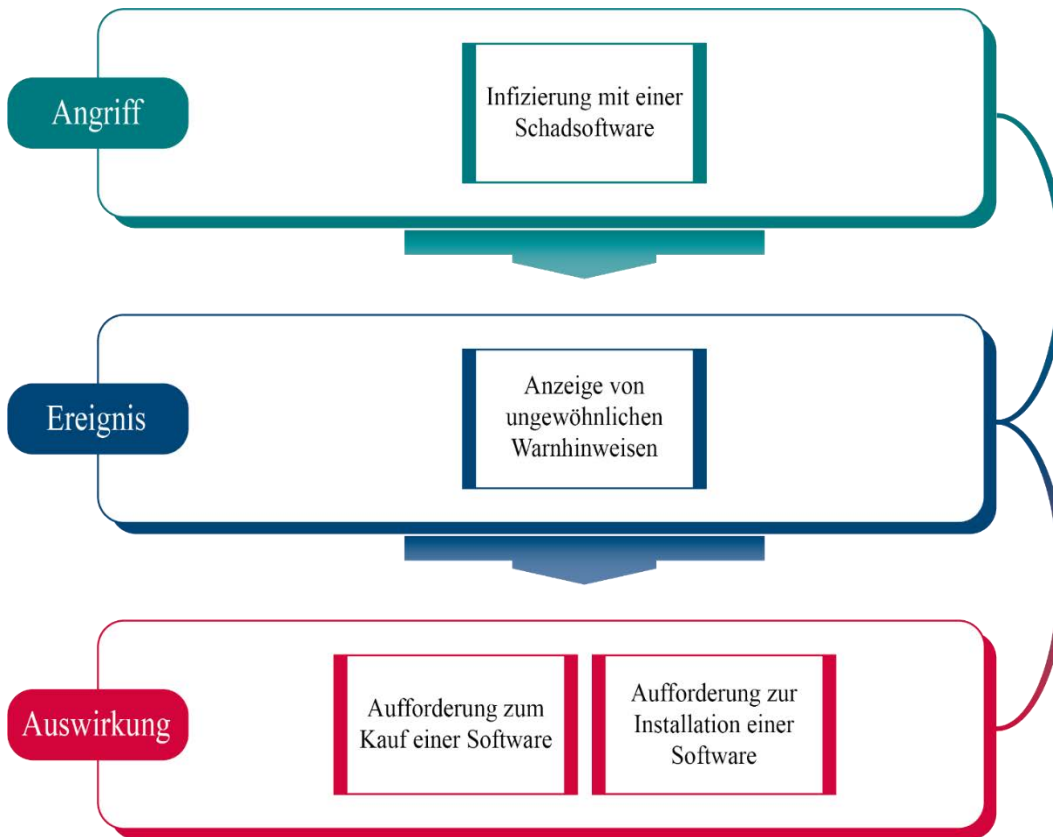 Angriff
Infizierung mit einer
Schadsoftware
Ereignis
Anzeige von
ungewöhnlichen
Warnhinweisen
Auswirkung
Aufforderung zum
Kauf einer Software
Aufforderung zur
Installation einer
Software